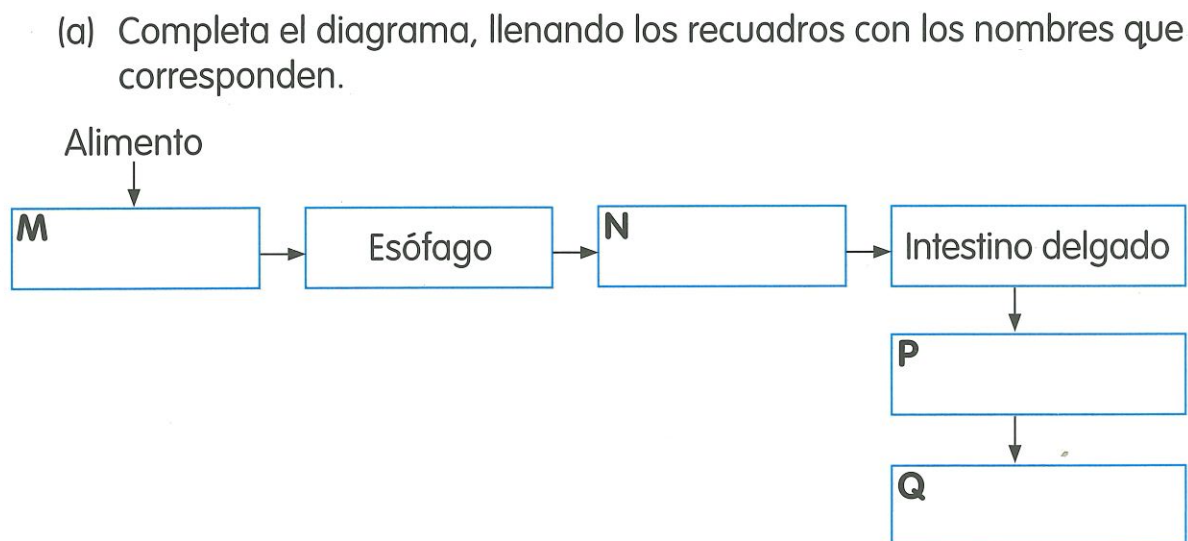 (a) Completa el diagrama, llenando los recuadros con los nombres que
corresponden.
Alimento
M
Esófago
N
Intestino delgado
P
Q